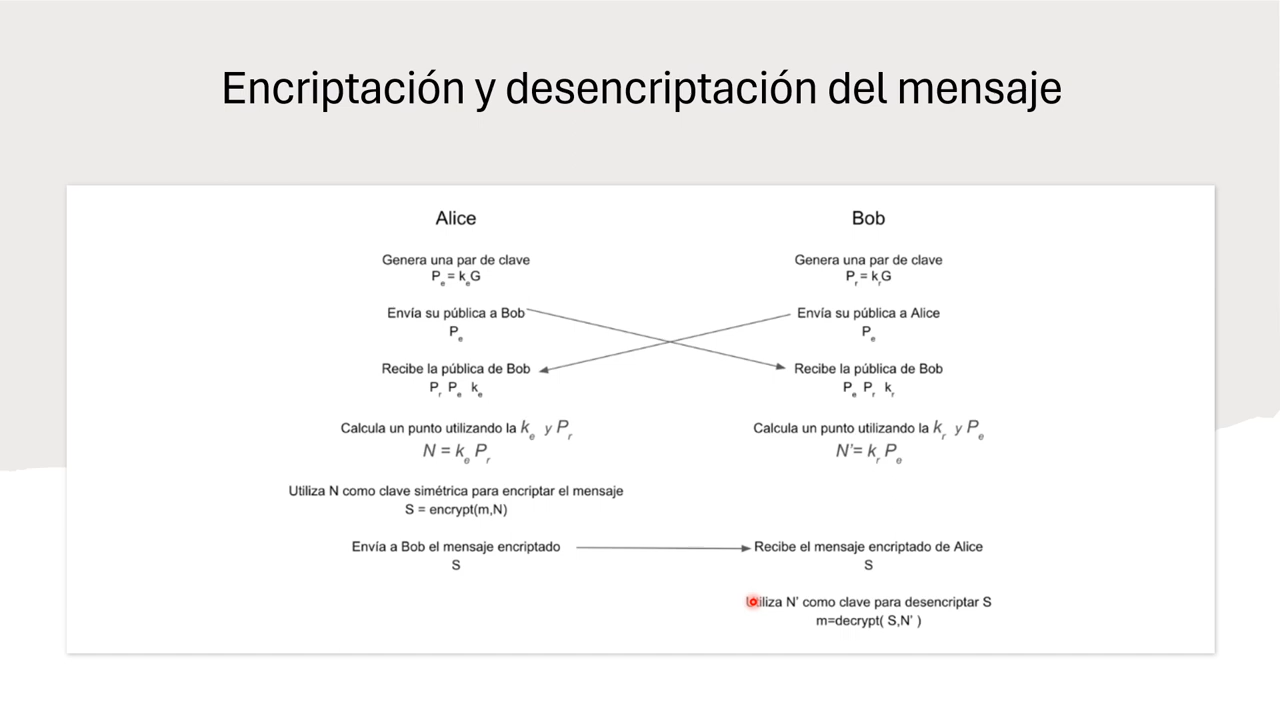 Encriptación y desencriptación del mensaje
Alice
Genera una par de clave
Pₑ = kₑG
Envía su pública a Bob
Pₑ
Recibe la pública de Bob
Pᵣ Pₑ kₑ
Calcula un punto utilizando la kₑ y Pᵣ
N = kₑ Pᵣ
Utiliza N como clave simétrica para encriptar el mensaje
S = encrypt(m,N)
Envía a Bob el mensaje encriptado
S
Bob
Genera una par de clave
Pᵣ = kᵣG
Envía su pública a Alice
Pₑ
Recibe la pública de Bob
Pₑ Pᵣ kᵣ
Calcula un punto utilizando la kᵣ y Pₑ
N'= kᵣ Pₑ
Recibe el mensaje encriptado de Alice
S
Utiliza N' como clave para desencriptar S
m=decrypt( S,N' )